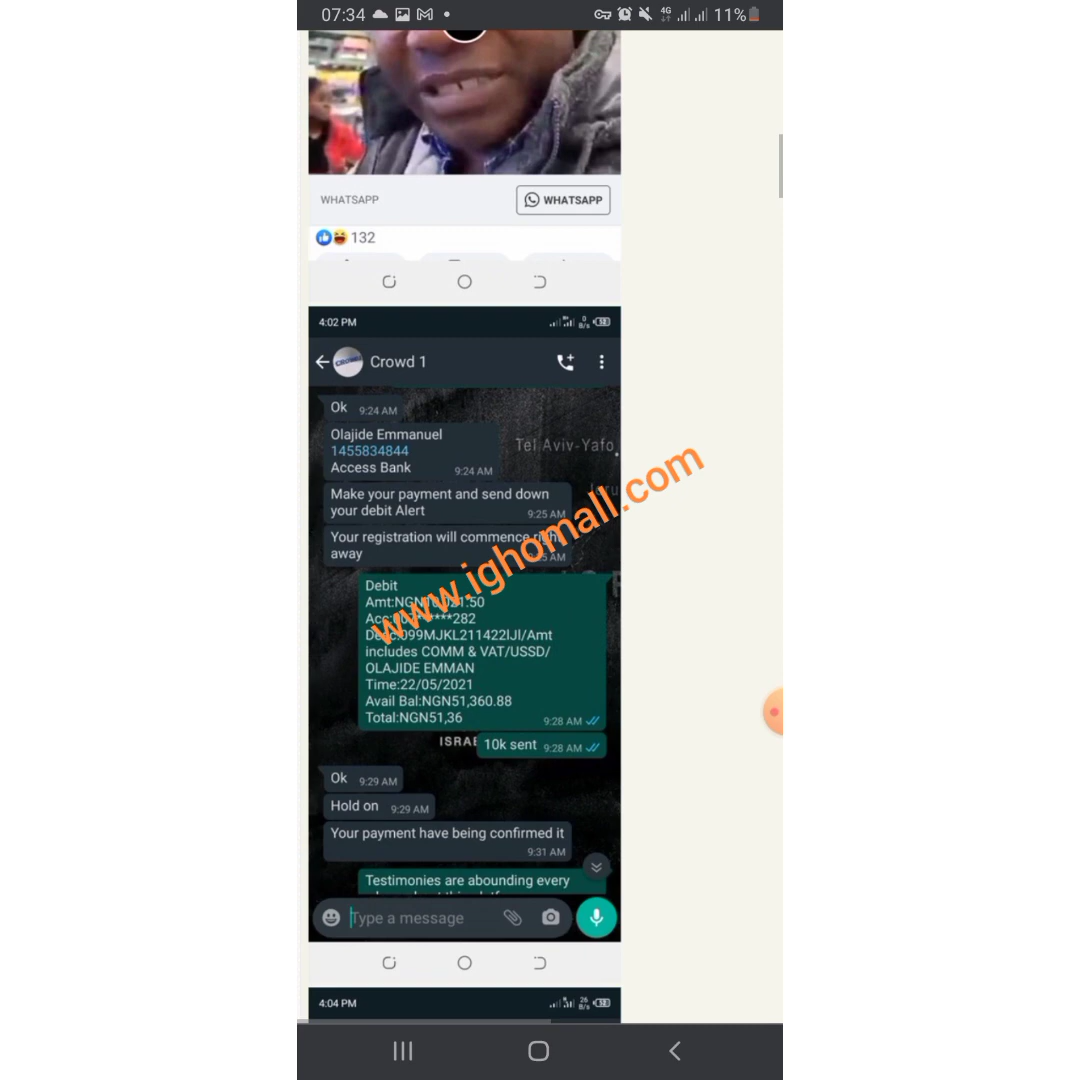 07:34
4G
11%
WHATSAPP
WHATSAPP
132
4:02 PM
0
B/s
Crowd 1
Ok 9:24 AM
Olajide Emmanuel
1455834844
Access Bank 9:24 AM
Tel Aviv-Yafo
Make your payment and send down
your debit Alert 9:25 AM
Your registration will commence
away
www.ighomall.com
Debit
Debit Amt:NGN
282
includes COMM & VAT/USSD/
OLAJIDE EMMAN
Time:22/05/2021
Avail Bal:NGN51,360.88
Total:NGN51,36 9:28 AM
10k sent 9:28 AM
Ok 9:29 AM
Hold on 9:29 AM
Your payment have being confirmed it
9:31 AM
Testimonies are abounding every
Type a message
4:04 PM
26
B/s